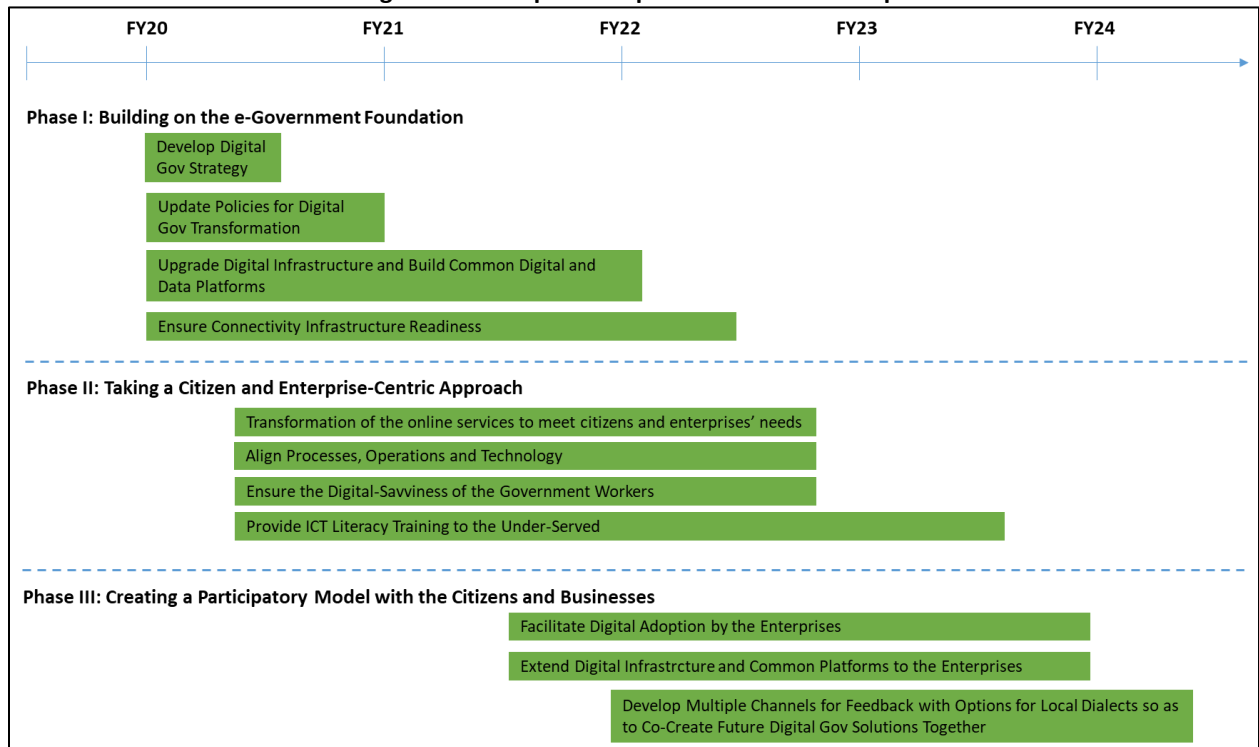 FY20 FY21 FY22 FY23 FY24
Phase I: Building on the e-Government Foundation
Develop Digital
Gov Strategy
Update Policies for Digital
Gov Transformation
Upgrade Digital Infrastructure and Build Common Digital and
Data Platforms
Ensure Connectivity Infrastructure Readiness
Phase II: Taking a Citizen and Enterprise-Centric Approach
Transformation of the online services to meet citizens and enterprises’ needs
Align Processes, Operations and Technology
Ensure the Digital-Savviness of the Government Workers
Provide ICT Literacy Training to the Under-Served
Phase III: Creating a Participatory Model with the Citizens and Businesses
Facilitate Digital Adoption by the Enterprises
Extend Digital Infrastrcture and Common Platforms to the Enterprises
Develop Multiple Channels for Feedback with Options for Local Dialects so as
to Co-Create Future Digital Gov Solutions Together